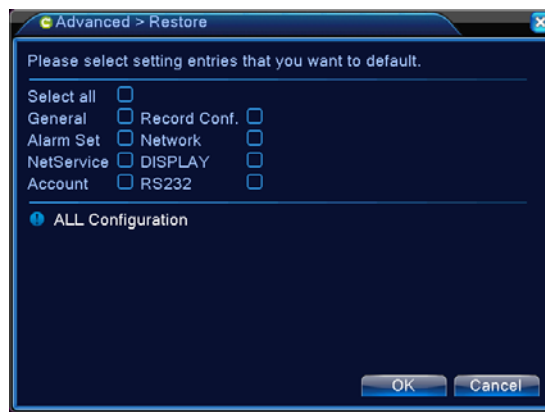 Advanced > Restore
Please select setting entries that you want to default.
Select all
General Record Conf.
Alarm Set Network
NetService DISPLAY
Account RS232
ALL Configuration
OK Cancel